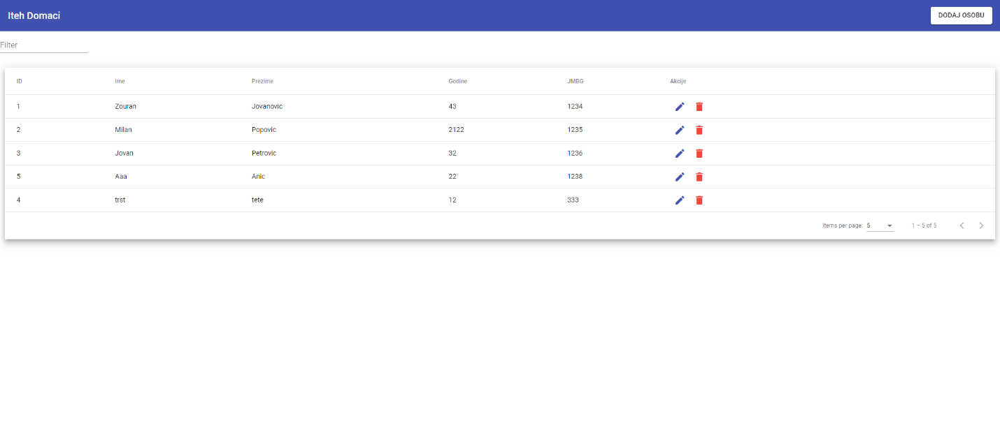 Iteh Domaci DODAJ OSOBU
Filter
ID Ime Prezime Godine JMBG Akcije
1 Zouran Jovanovic 43 1234
2 Milan Popovic 2122 1235
3 Jovan Petrovic 32 1236
5 Aaa Anic 22 1238
4 trst tete 12 333
Items per page: 5 1 – 5 of 5